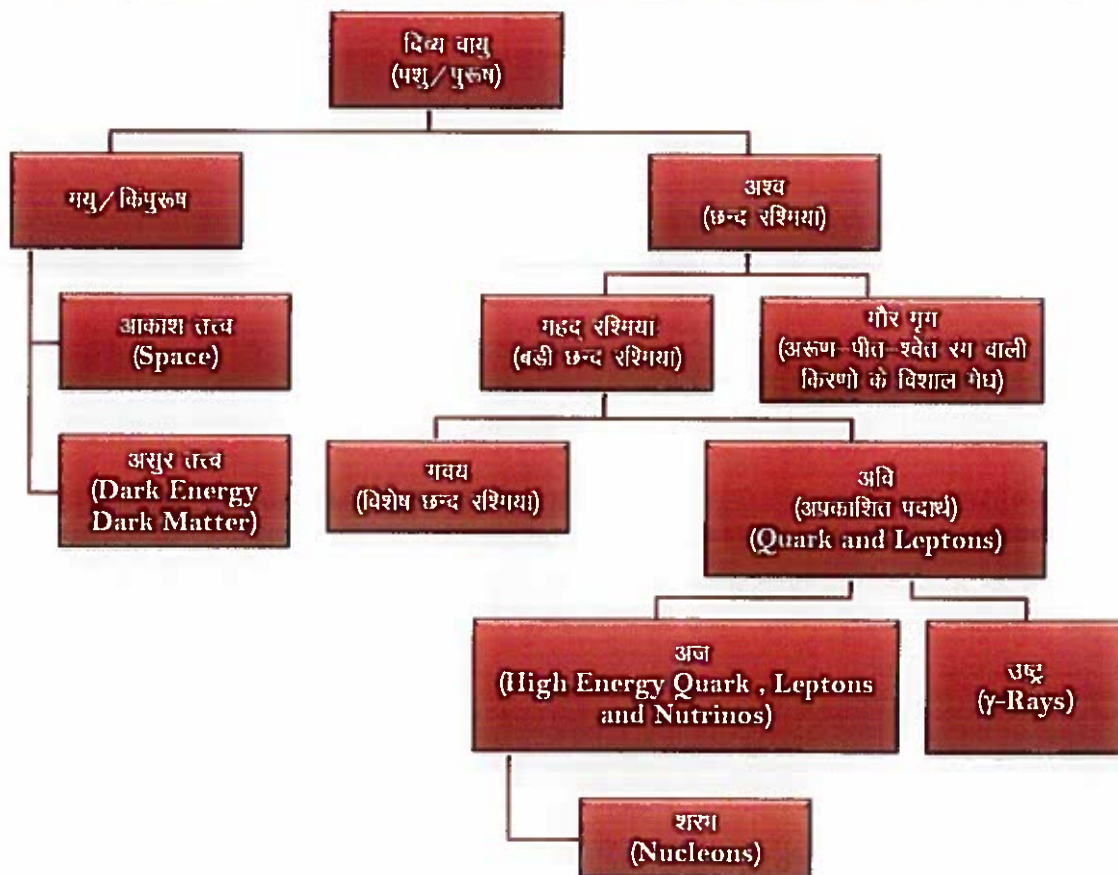 दिव्य वायु
(पशु/पुरूष)
मयु/किंपुरूष
अश्व
(छन्द रश्मिया)
आकाश तत्त्व
(Space)
महद् रश्मिया
(बडी छन्द रश्मिया)
गौर मृग
(अरूण-पीत-श्वेत रग वाली
किरणो के विशाल मेघ)
असुर तत्त्व
(Dark Energy
Dark Matter)
गवय
(विशेष छन्द रश्मिया)
अवि
(अप्रकाशित पदार्थ)
(Quark and Leptons)
अज
(High Energy Quark , Leptons
and Nutrinos)
उष्ट्र
(γ-Rays)
शरभ
(Nucleons)